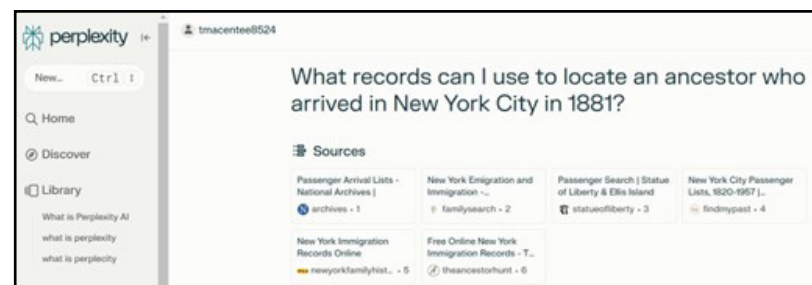 perplexity
tmacentee8524
New... Ctrl I
What records can I use to locate an ancestor who
arrived in New York City in 1881?
Home
Discover
Library
What is Perplexity AI
what is perplexity
what is perplecity
Sources
Passenger Arrival Lists -
National Archives |
archives • 1
New York Emigration and
Immigration -...
familysearch • 2
Passenger Search | Statue
of Liberty & Ellis Island
statueofliberty • 3
New York City Passenger
Lists, 1820-1957 |...
findmypast • 4
New York Immigration
Records Online
newyorkfamilyhist... • 5
Free Online New York
Immigration Records - T...
theancestorhunt • 6